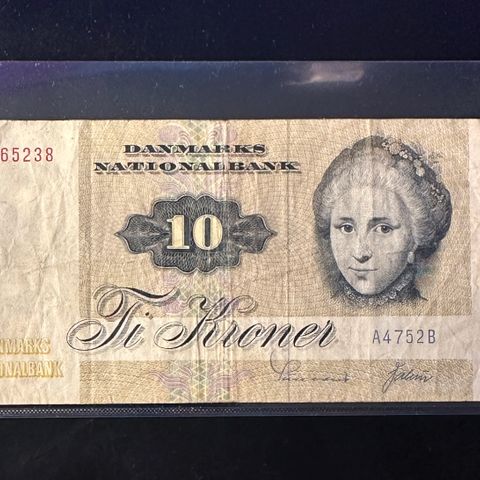 65238
DANMARKS
NATIONALBANK
10
Ti Kroner
A4752B
NMARKS
ONALBANK